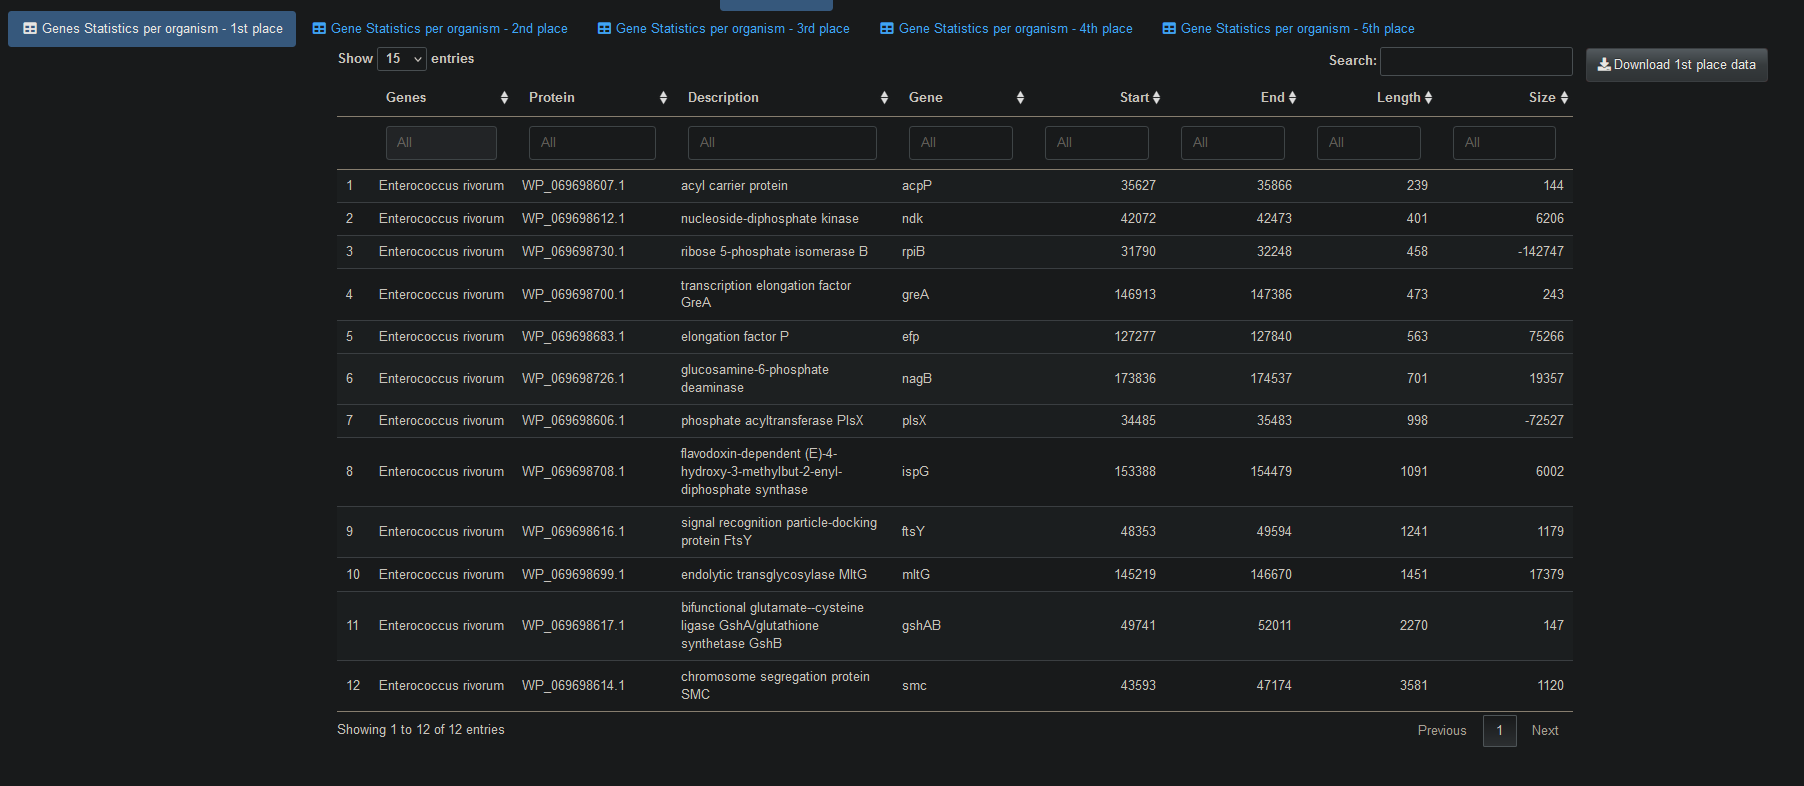 Genes Statistics per organism - 1st place Gene Statistics per organism - 2nd place Gene Statistics per organism - 3rd place Gene Statistics per organism - 4th place Gene Statistics per organism - 5th place
Show 15 entries Search: Download 1st place data
Genes Protein Description Gene Start End Length Size
All All All All All All All All
1 Enterococcus rivorum WP_069698607.1 acyl carrier protein acpP 35627 35866 239 144
2 Enterococcus rivorum WP_069698612.1 nucleoside-diphosphate kinase ndk 42072 42473 401 6206
3 Enterococcus rivorum WP_069698730.1 ribose 5-phosphate isomerase B rpiB 31790 32248 458 -142747
4 Enterococcus rivorum WP_069698700.1 transcription elongation factor
GreA greA 146913 147386 473 243
5 Enterococcus rivorum WP_069698683.1 elongation factor P efp 127277 127840 563 75266
6 Enterococcus rivorum WP_069698726.1 glucosamine-6-phosphate
deaminase nagB 173836 174537 701 19357
7 Enterococcus rivorum WP_069698606.1 phosphate acyltransferase PlsX plsX 34485 35483 998 -72527
8 Enterococcus rivorum WP_069698708.1 flavodoxin-dependent (E)-4-
hydroxy-3-methylbut-2-enyl-
diphosphate synthase ispG 153388 154479 1091 6002
9 Enterococcus rivorum WP_069698616.1 signal recognition particle-docking
protein FtsY ftsY 48353 49594 1241 1179
10 Enterococcus rivorum WP_069698699.1 endolytic transglycosylase MltG mltG 145219 146670 1451 17379
11 Enterococcus rivorum WP_069698617.1 bifunctional glutamate--cysteine
ligase GshA/glutathione
synthetase GshB gshAB 49741 52011 2270 147
12 Enterococcus rivorum WP_069698614.1 chromosome segregation protein
SMC smc 43593 47174 3581 1120
Showing 1 to 12 of 12 entries Previous 1 Next